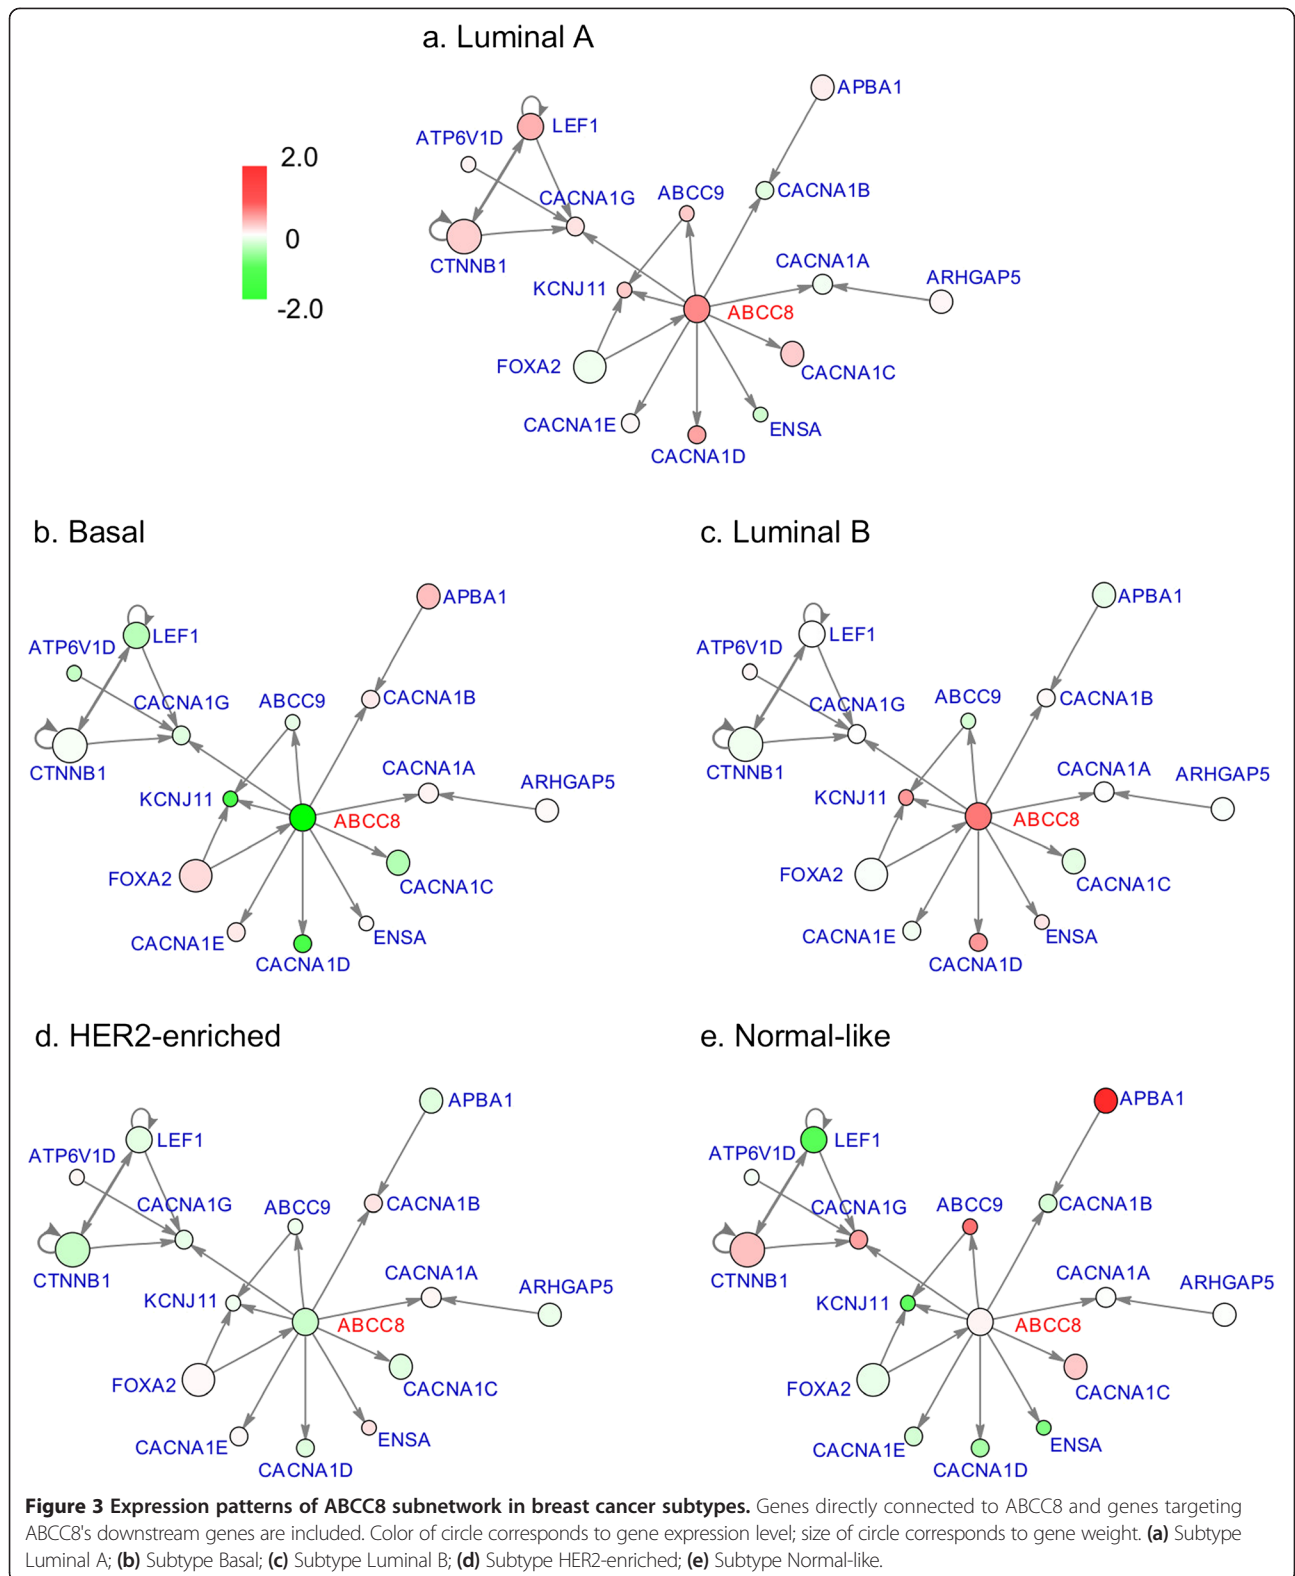 a. Luminal A
APBA1
LEF1
ATP6V1D
2.0
CACNA1G
ABCC9
CACNA1B
0
CTNNB1
CACNA1A
ARHGAP5
KCNJ11
-2.0
ABCC8
FOXA2
CACNA1C
CACNA1E
ENSA
CACNA1D
b. Basal
APBA1
LEF1
ATP6V1D
CACNA1G
ABCC9
CACNA1B
CTNNB1
CACNA1A
ARHGAP5
KCNJ11
ABCC8
FOXA2
CACNA1C
CACNA1E
ENSA
CACNA1D
c. Luminal B
APBA1
LEF1
ATP6V1D
CACNA1G
ABCC9
CACNA1B
CTNNB1
CACNA1A
ARHGAP5
KCNJ11
ABCC8
FOXA2
CACNA1C
CACNA1E
ENSA
CACNA1D
d. HER2-enriched
APBA1
LEF1
ATP6V1D
CACNA1G
ABCC9
CACNA1B
CTNNB1
CACNA1A
ARHGAP5
KCNJ11
ABCC8
FOXA2
CACNA1C
CACNA1E
ENSA
CACNA1D
e. Normal-like
APBA1
LEF1
ATP6V1D
CACNA1G
ABCC9
CACNA1B
CTNNB1
CACNA1A
ARHGAP5
KCNJ11
ABCC8
FOXA2
CACNA1C
CACNA1E
ENSA
CACNA1D
Figure 3 Expression patterns of ABCC8 subnetwork in breast cancer subtypes. Genes directly connected to ABCC8 and genes targeting
ABCC8's downstream genes are included. Color of circle corresponds to gene expression level; size of circle corresponds to gene weight. (a) Subtype
Luminal A; (b) Subtype Basal; (c) Subtype Luminal B; (d) Subtype HER2-enriched; (e) Subtype Normal-like.